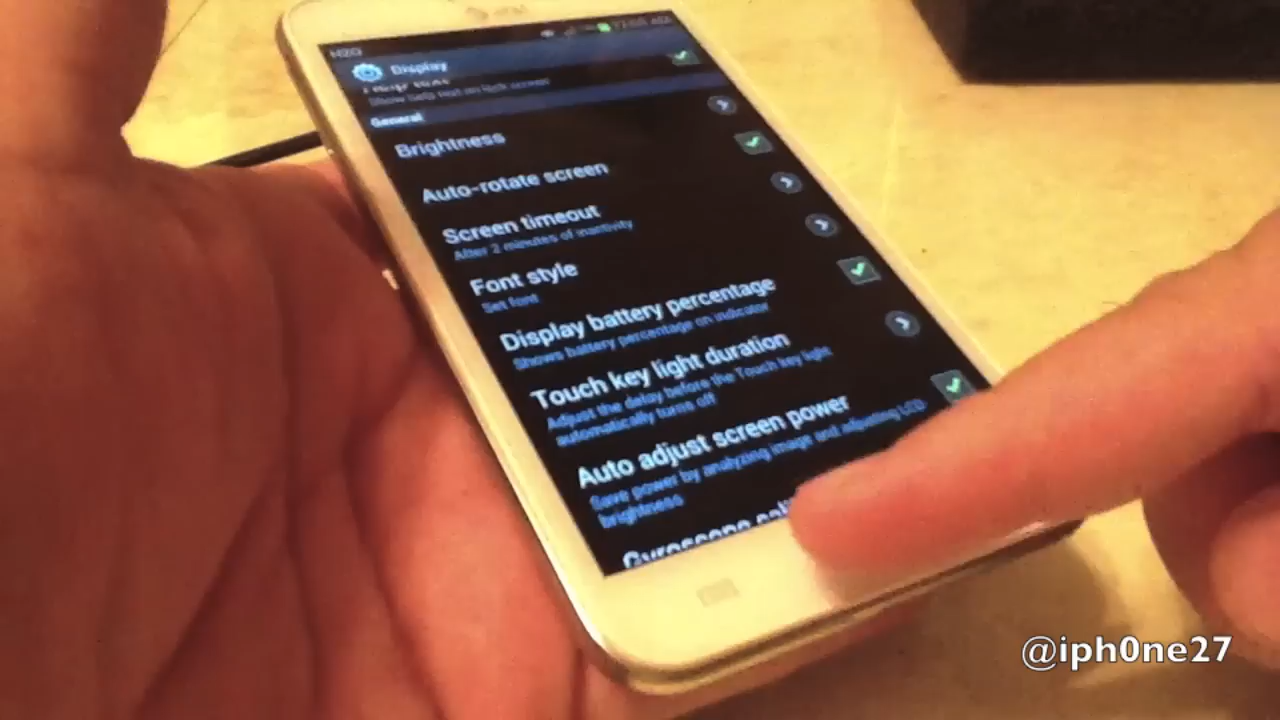 H2O
Display
General
Brightness
Auto-rotate screen
Screen timeout
After 2 minutes of inactivity
Font style
Set font
Display battery percentage
Shows battery percentage on indicator
Touch key light duration
Adjust the delay before the Touch key light
automatically turns off
Auto adjust screen power
Save power by analyzing image and adjusting LCD
brightness
Gyroscope
@iph0ne27